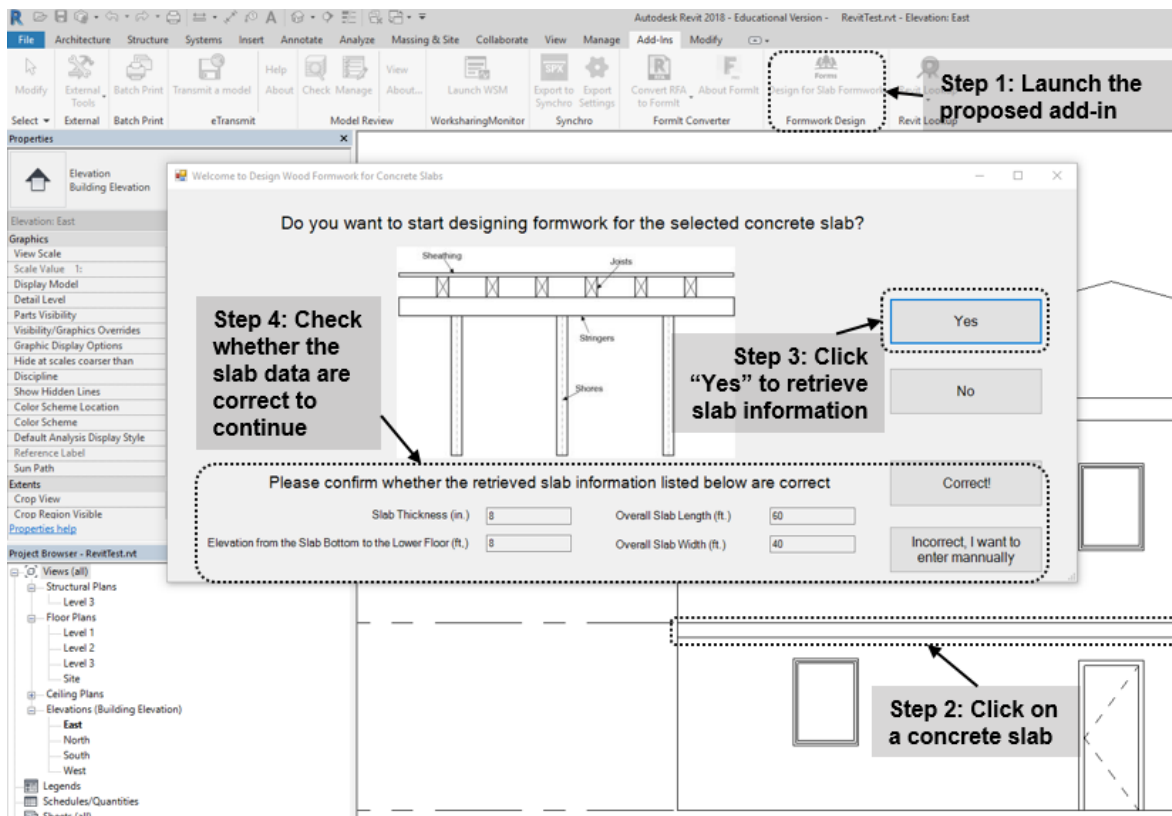 Autodesk Revit 2018 - Educational Version - RevitTest.rvt - Elevation: East
File Architecture Structure Systems Insert Annotate Analyze Massing & Site Collaborate View Manage Add-Ins Modify
Modify
External Tools
Batch Print
Transmit a model
Help
About
Check
Manage
View
About...
Launch WSM
SPX
Export to Synchro
Export Settings
Convert RFA to FormIt
About FormIt
Forms
Design for Slab Formwork
Revit Lookup
Select
External
Batch Print
eTransmit
Model Review
WorksharingMonitor
Synchro
FormIt Converter
Formwork Design
Revit Lookup
Step 1: Launch the
proposed add-in
Properties
Elevation
Building Elevation
Elevation: East
Graphics
View Scale
Scale Value 1:
Display Model
Detail Level
Parts Visibility
Visibility/Graphics Overrides
Graphic Display Options
Hide at scales coarser than
Discipline
Show Hidden Lines
Color Scheme Location
Color Scheme
Default Analysis Display Style
Reference Label
Sun Path
Extents
Crop View
Crop Region Visible
Properties help
Welcome to Design Wood Formwork for Concrete Slabs
Do you want to start designing formwork for the selected concrete slab?
Sheathing
Joists
Stringers
Shores
Yes
No
Step 3: Click
“Yes” to retrieve
slab information
Step 4: Check
whether the
slab data are
correct to
continue
Please confirm whether the retrieved slab information listed below are correct
Slab Thickness (in.) 8
Overall Slab Length (ft.) 60
Elevation from the Slab Bottom to the Lower Floor (ft,) 8
Overall Slab Width (ft.) 40
Correct!
Incorrect, I want to
enter mannually
Project Browser - RevitTest.rvt
Views (all)
Structural Plans
Level 3
Floor Plans
Level 1
Level 2
Level 3
Site
Ceiling Plans
Elevations (Building Elevation)
East
North
South
West
Legends
Schedules/Quantities
Sheets (all)
Step 2: Click on
a concrete slab